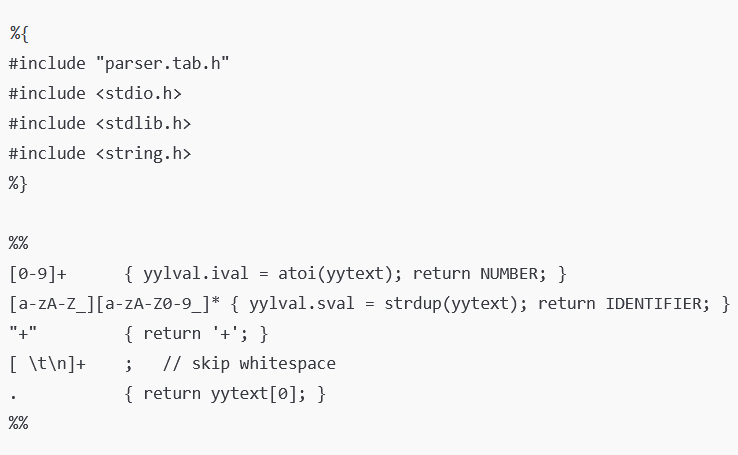 %{
#include "parser.tab.h"
#include <stdio.h>
#include <stdlib.h>
#include <string.h>
%}

%%
[0-9]+      { yylval.ival = atoi(yytext); return NUMBER; }
[a-zA-Z_][a-zA-Z0-9_]* { yylval.sval = strdup(yytext); return IDENTIFIER; }
"+"         { return '+'; }
[ \t\n]+    ;   // skip whitespace
.           { return yytext[0]; }
%%